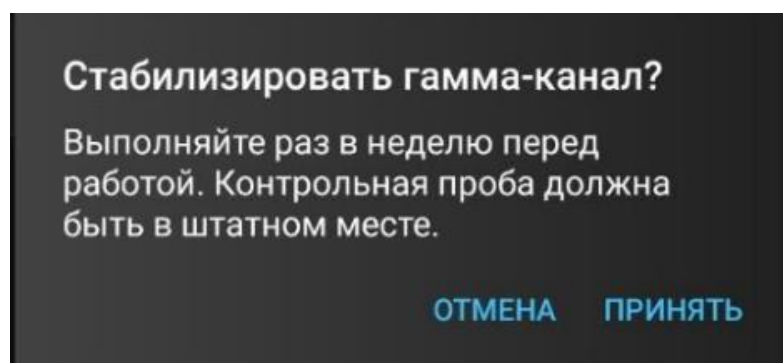 Стабилизировать гамма-канал?
Выполняйте раз в неделю перед
работой. Контрольная проба должна
быть в штатном месте.
ОТМЕНА ПРИНЯТЬ